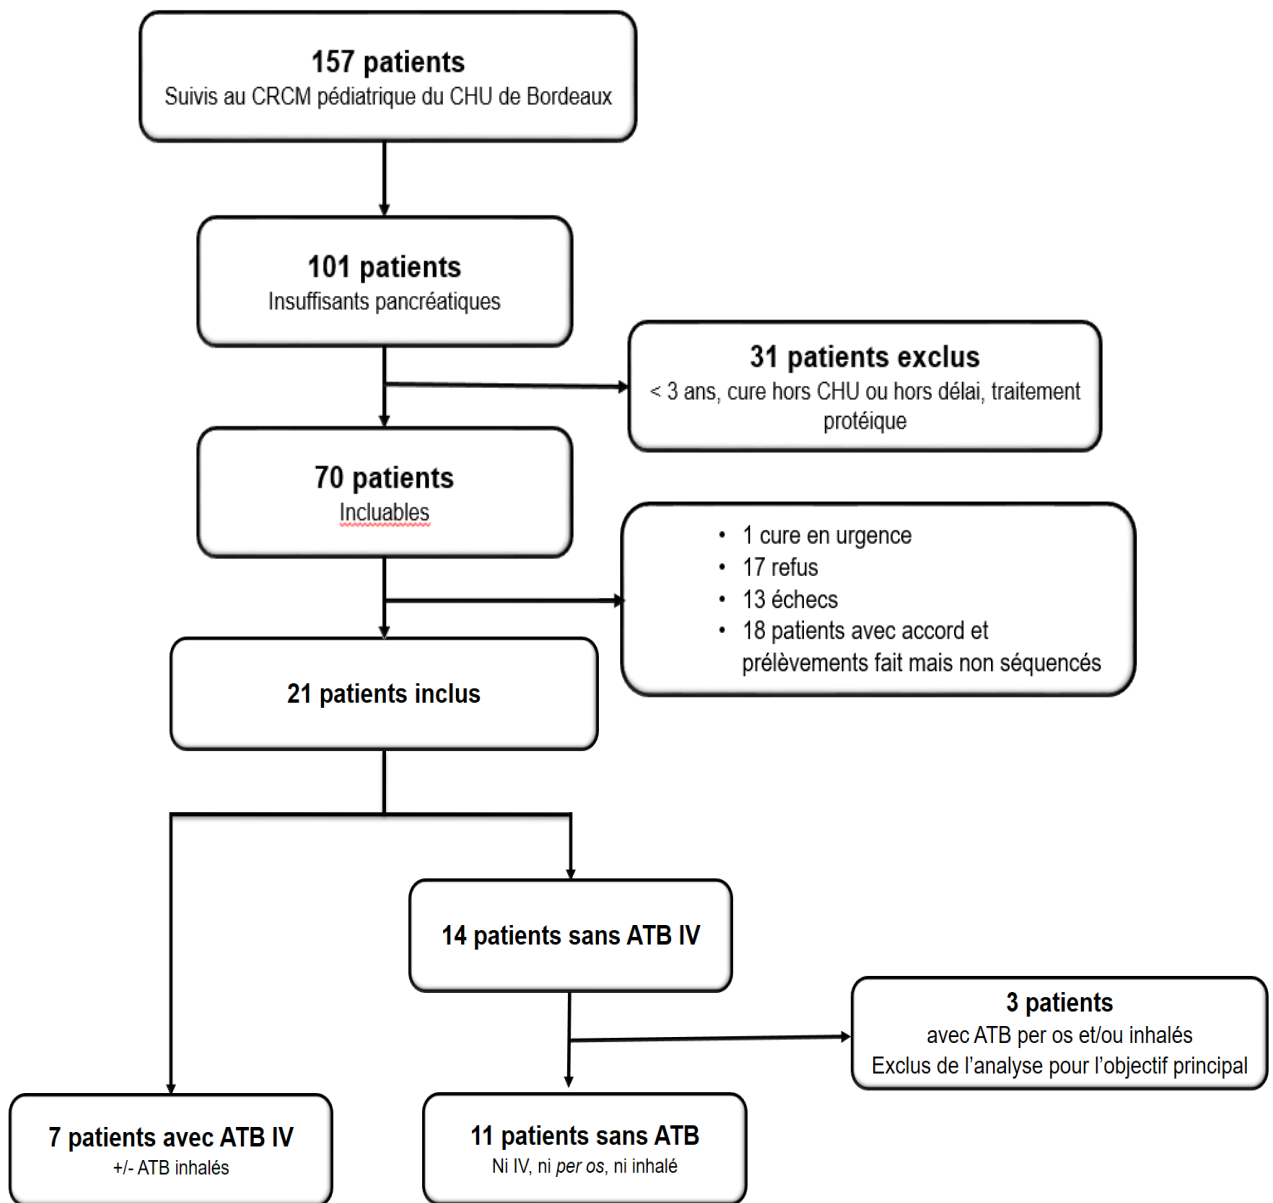 157 patients
Suivis au CRCM pédiatrique du CHU de Bordeaux
101 patients
Insuffisants pancréatiques
31 patients exclus
< 3 ans, cure hors CHU ou hors délai, traitement
protéique
70 patients
Incluables
• 1 cure en urgence
• 17 refus
• 13 échecs
• 18 patients avec accord et
prélèvements fait mais non séquencés
21 patients inclus
14 patients sans ATB IV
3 patients
avec ATB per os et/ou inhalés
Exclus de l'analyse pour l'objectif principal
7 patients avec ATB IV
+/- ATB inhalés
11 patients sans ATB
Ni IV, ni per os, ni inhalé